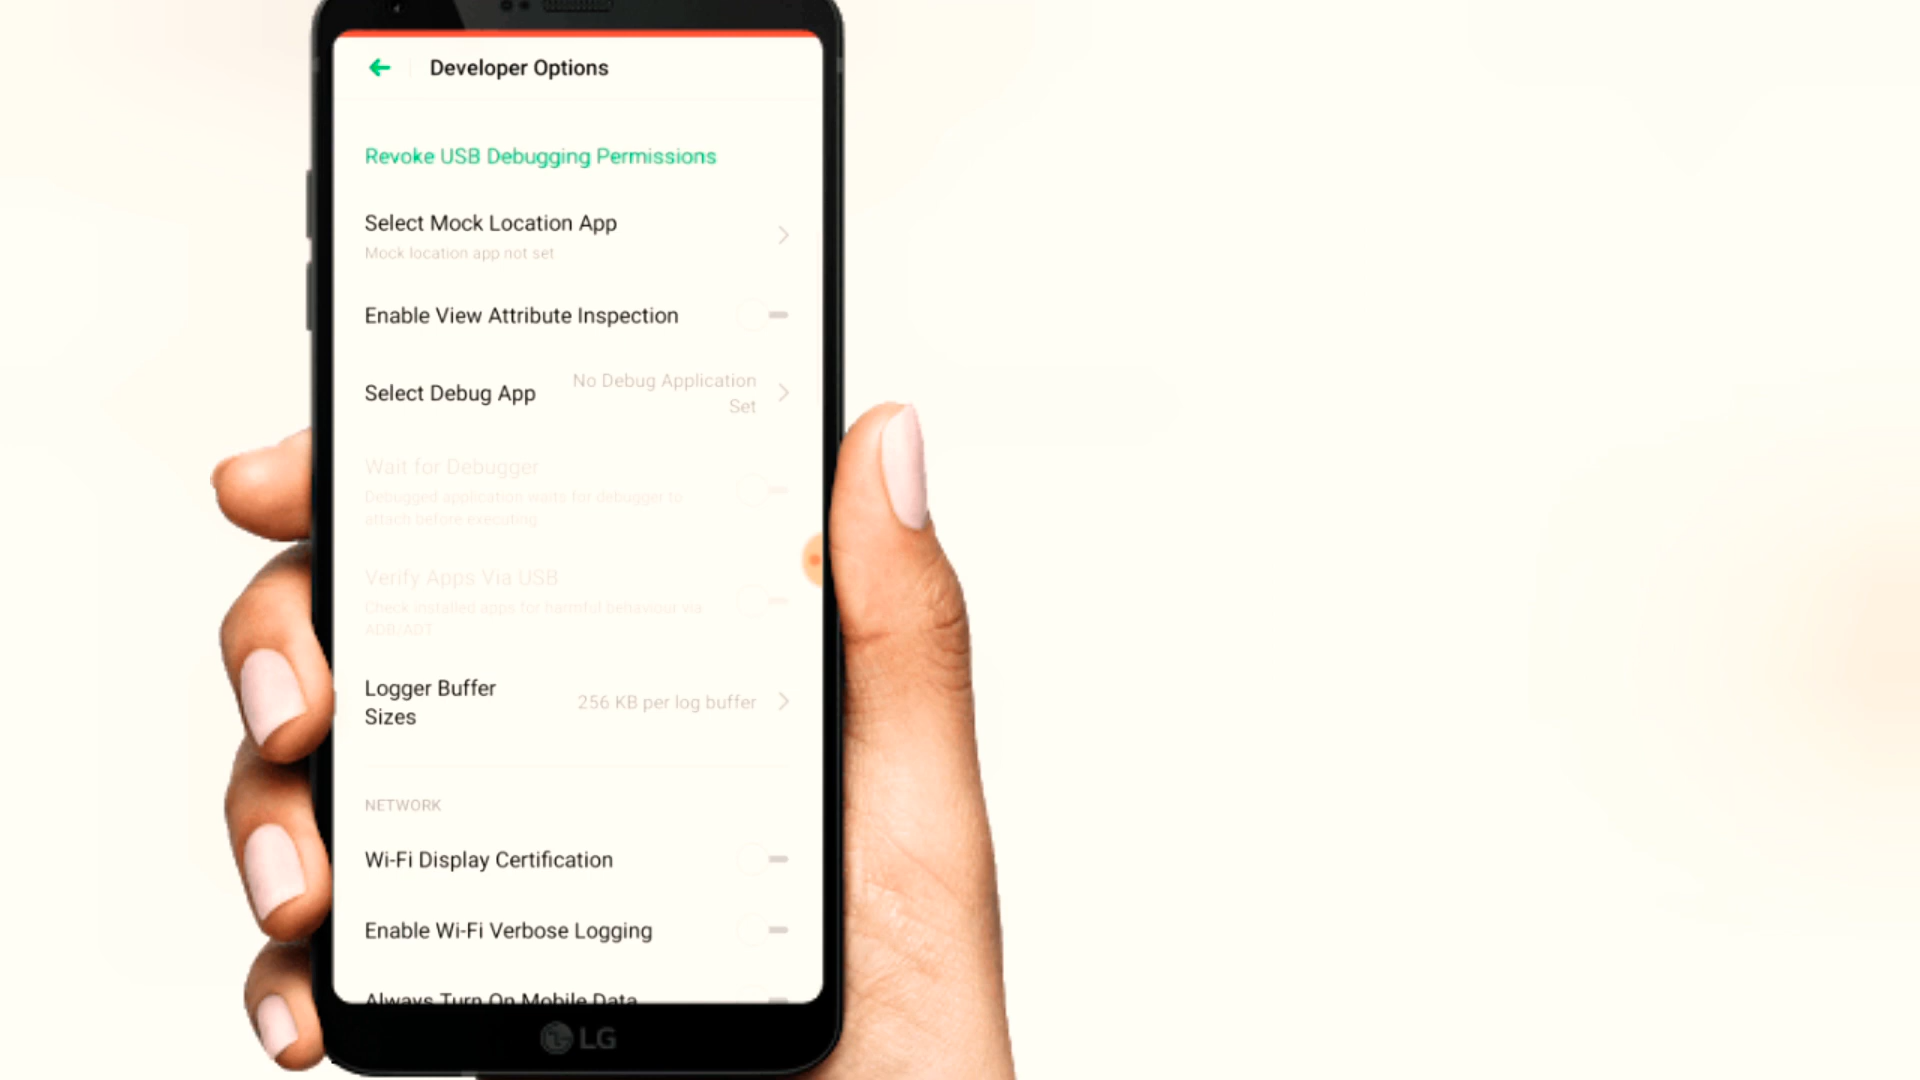 Developer Options
Revoke USB Debugging Permissions
Select Mock Location App
Mock location app not set
Enable View Attribute Inspection
Select Debug App
No Debug Application
Set
Wait for Debugger
Debugged application waits for debugger to
attach before executing
Verify Apps Via USB
Check installed apps for harmful behaviour via
ADB/ADT
Logger Buffer
Sizes
256 KB per log buffer
NETWORK
Wi-Fi Display Certification
Enable Wi-Fi Verbose Logging
Always Turn On Mobile Data
LG